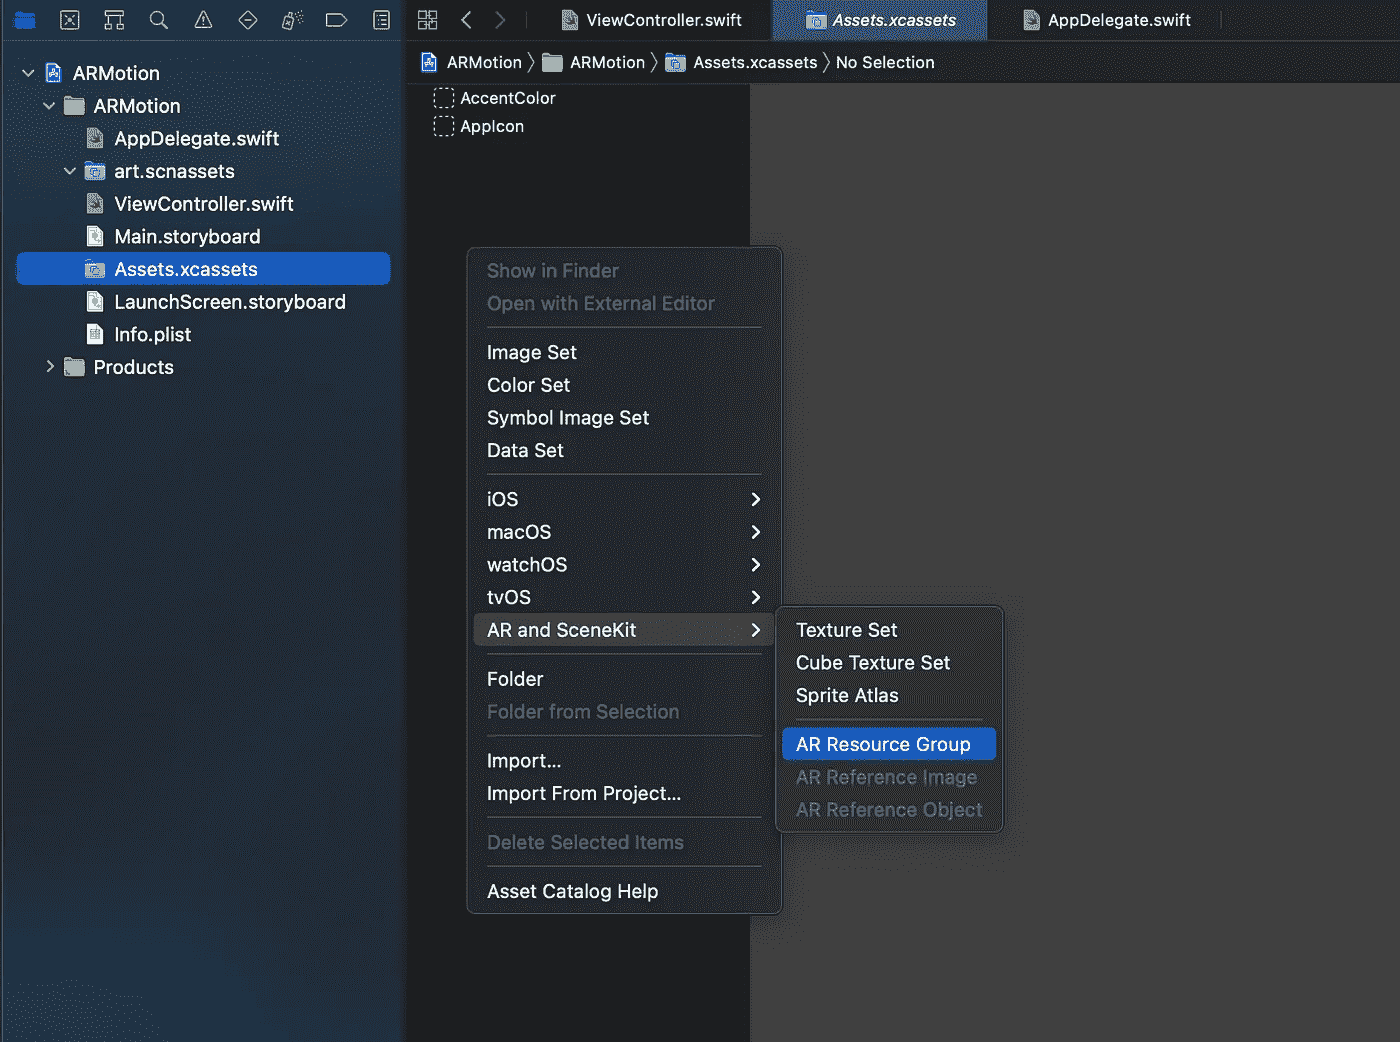 ViewController.swift
Assets.xcassets
AppDelegate.swift
ARMotion
ARMotion
Assets.xcassets
No Selection
ARMotion
ARMotion
AppDelegate.swift
art.scnassets
ViewController.swift
Main.storyboard
Assets.xcassets
LaunchScreen.storyboard
Info.plist
Products
AccentColor
AppIcon
Show in Finder
Open with External Editor
Image Set
Color Set
Symbol Image Set
Data Set
iOS
macOS
watchOS
tvOS
AR and SceneKit
Folder
Folder from Selection
Import...
Import From Project...
Delete Selected Items
Asset Catalog Help
Texture Set
Cube Texture Set
Sprite Atlas
AR Resource Group
AR Reference Image
AR Reference Object